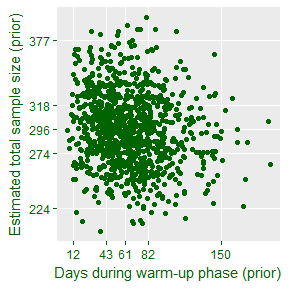 Estimated total sample size (prior)
377
318
296
274
224
12 43 61 82 150
Days during warm-up phase (prior)